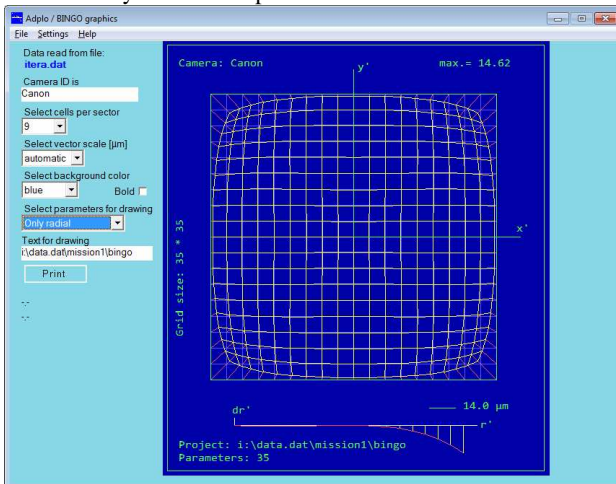 Adplo / BINGO graphics
File Settings Help
Data read from file:
itera.dat
Camera ID is
Canon
Select cells per sector
9
Select vector scale [µm]
automatic
Select background color
blue
Bold
Select parameters for drawing
Only radial
Text for drawing
i:\data.dat\mission1\bingo
Print
-.-
-.-
Camera: Canon
y'
max.= 14.62
x'
Grid size: 35 * 35
dr'
14.0 µm
r'
Project: i:\data.dat\mission1\bingo
Parameters: 35